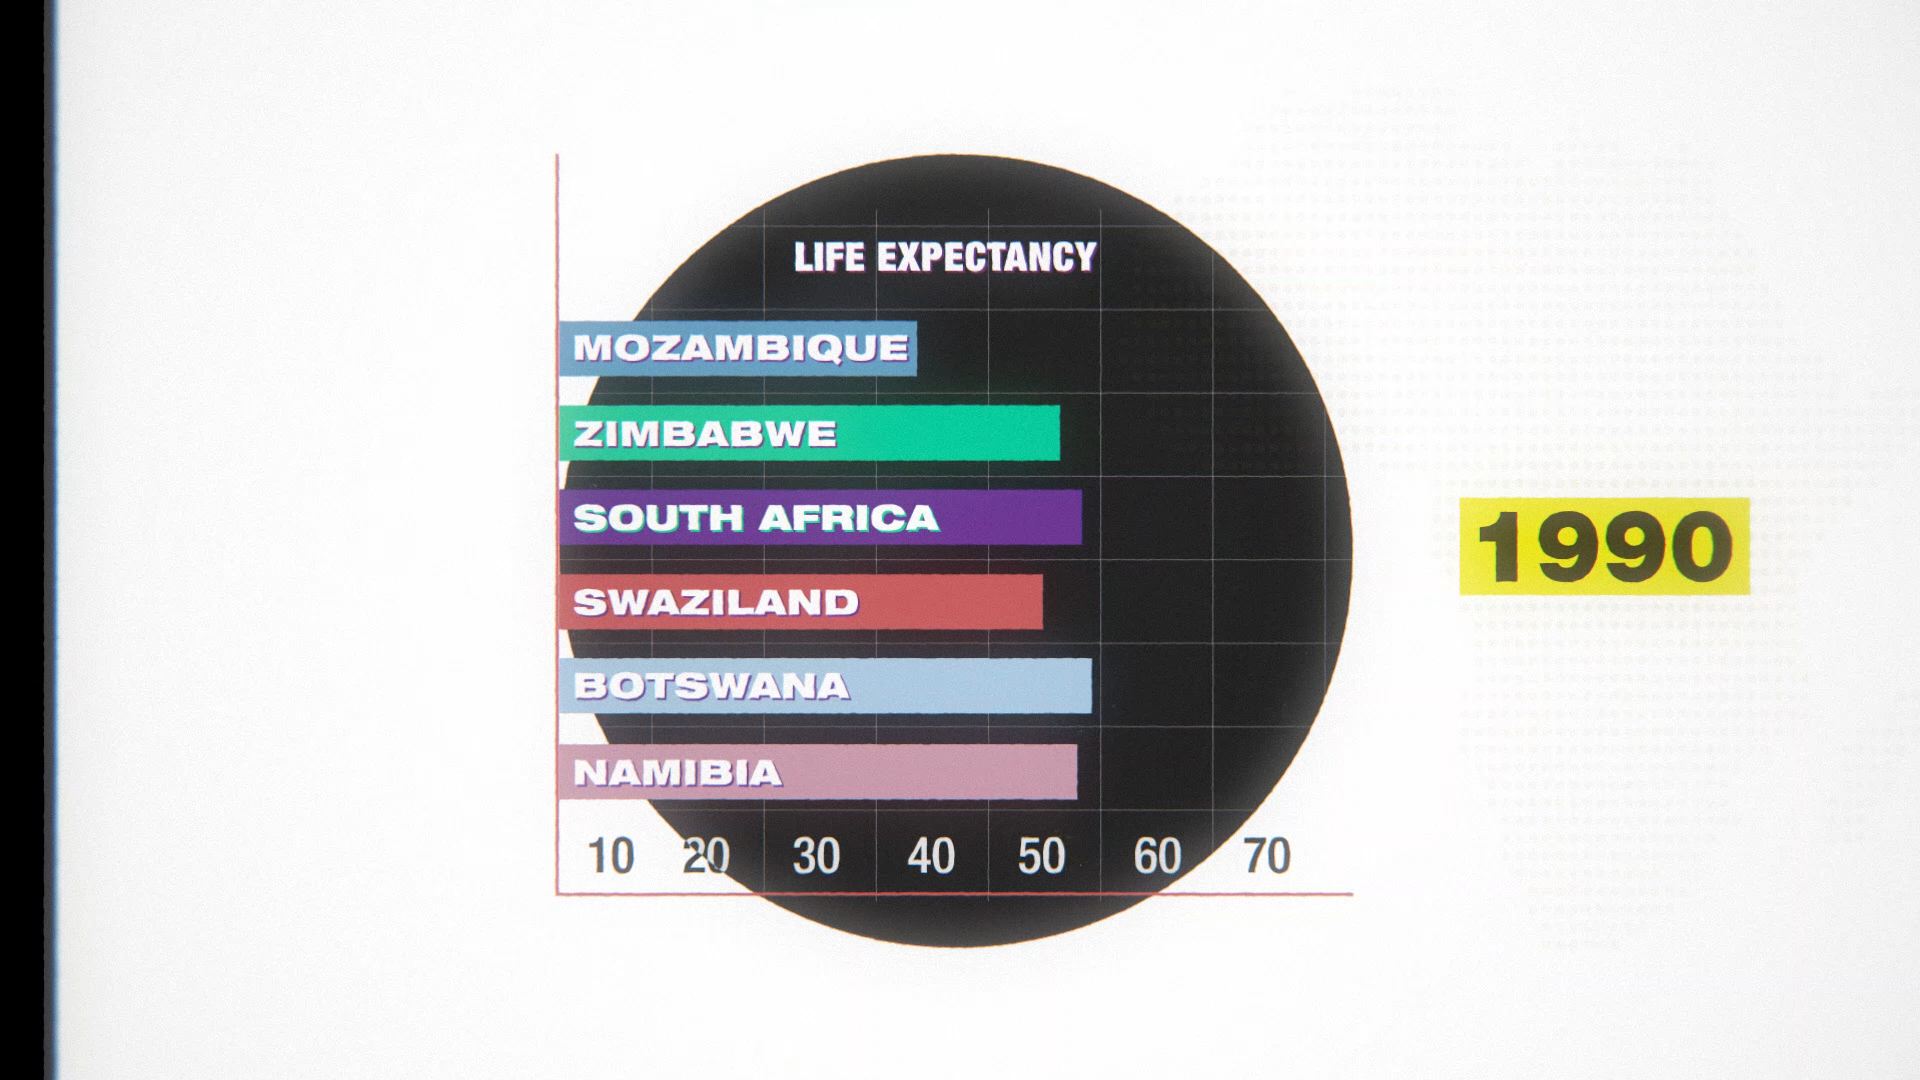 LIFE EXPECTANCY
MOZAMBIQUE
ZIMBABWE
SOUTH AFRICA
SWAZILAND
BOTSWANA
NAMIBIA
10 20 30 40 50 60 70
1990